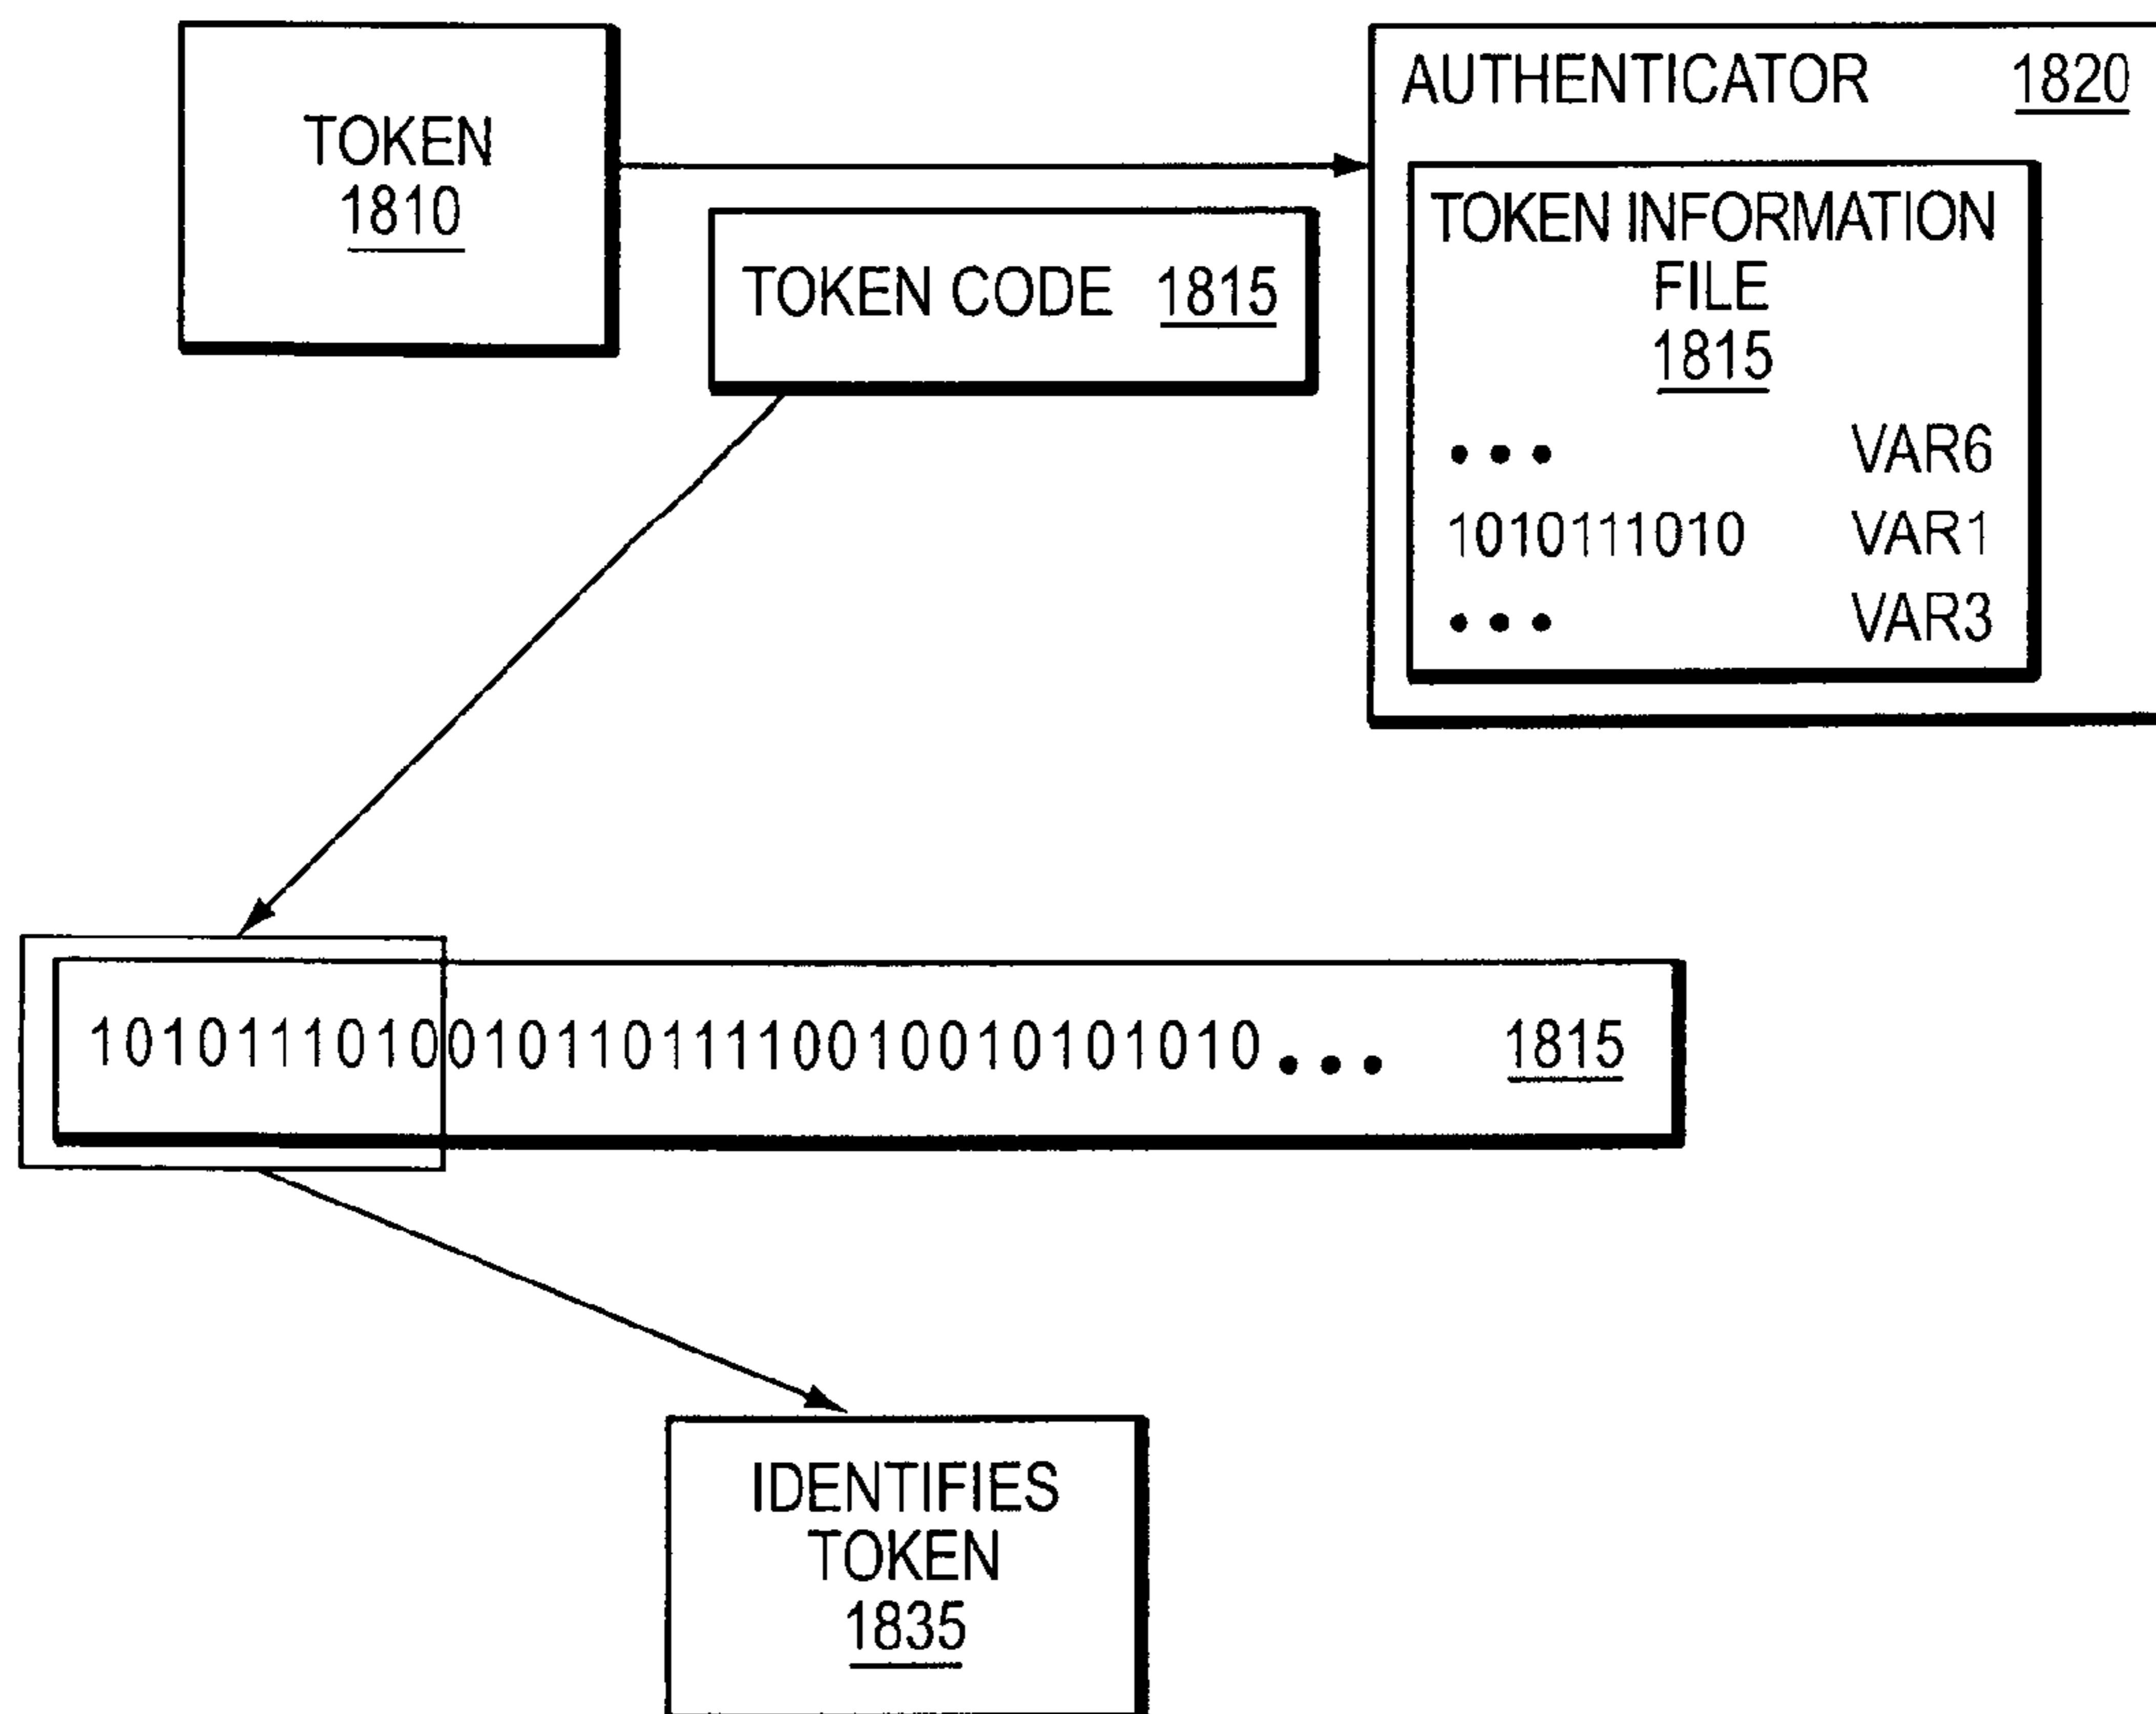 TOKEN
1810
TOKEN CODE 1815
AUTHENTICATOR 1820
TOKEN INFORMATION
FILE
1815
••• VAR6
1010111010 VAR1
••• VAR3
10101110100101101111001001010101010... 1815
IDENTIFIES
TOKEN
1835